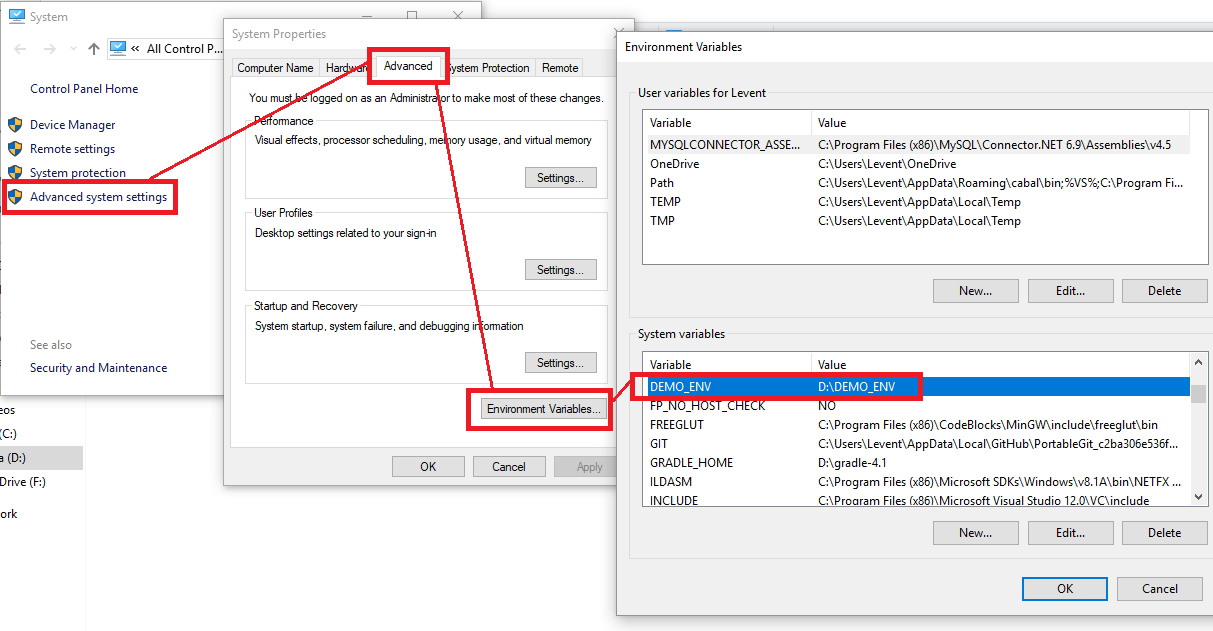 System
« All Control P...
Control Panel Home
Device Manager
Remote settings
System protection
Advanced system settings
See also
Security and Maintenance
(C:)
(D:)
Drive (F:)
System Properties
Computer Name
Hardware
Advanced
System Protection
Remote
You must be logged on as an Administrator to make most of these changes.
Performance
Visual effects, processor scheduling, memory usage, and virtual memory
Settings...
User Profiles
Desktop settings related to your sign-in
Settings...
Startup and Recovery
System startup, system failure, and debugging information
Settings...
Environment Variables...
OK Cancel Apply
Environment Variables
User variables for Levent
Variable Value
MYSQLCONNECTOR_ASSE... C:\Program Files (x86)\MySQL\Connector.NET 6.9\Assemblies\v4.5
OneDrive C:\Users\Levent\OneDrive
Path C:\Users\Levent\AppData\Roaming\cabal\bin;%VS%;C:\Program Fi...
TEMP C:\Users\Levent\AppData\Local\Temp
TMP C:\Users\Levent\AppData\Local\Temp
New... Edit... Delete
System variables
Variable Value
DEMO_ENV D:\DEMO_ENV
FP_NO_HOST_CHECK NO
FREEGLUT C:\Program Files (x86)\CodeBlocks\MinGW\include\freeglut\bin
GIT C:\Users\Levent\AppData\Local\GitHub\PortableGit_c2ba306e536f...
GRADLE_HOME D:\gradle-4.1
ILDASM C:\Program Files (x86)\Microsoft SDKs\Windows\v8.1A\bin\NETFX ...
INCLUDE C:\Program Files (x86)\Microsoft Visual Studio 12.0\VC\include
New... Edit... Delete
OK Cancel